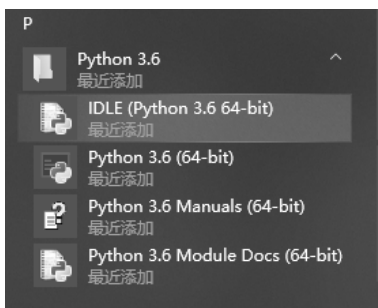 P
Python 3.6
最近添加
IDLE (Python 3.6 64-bit)
最近添加
Python 3.6 (64-bit)
最近添加
Python 3.6 Manuals (64-bit)
最近添加
Python 3.6 Module Docs (64-bit)
最近添加